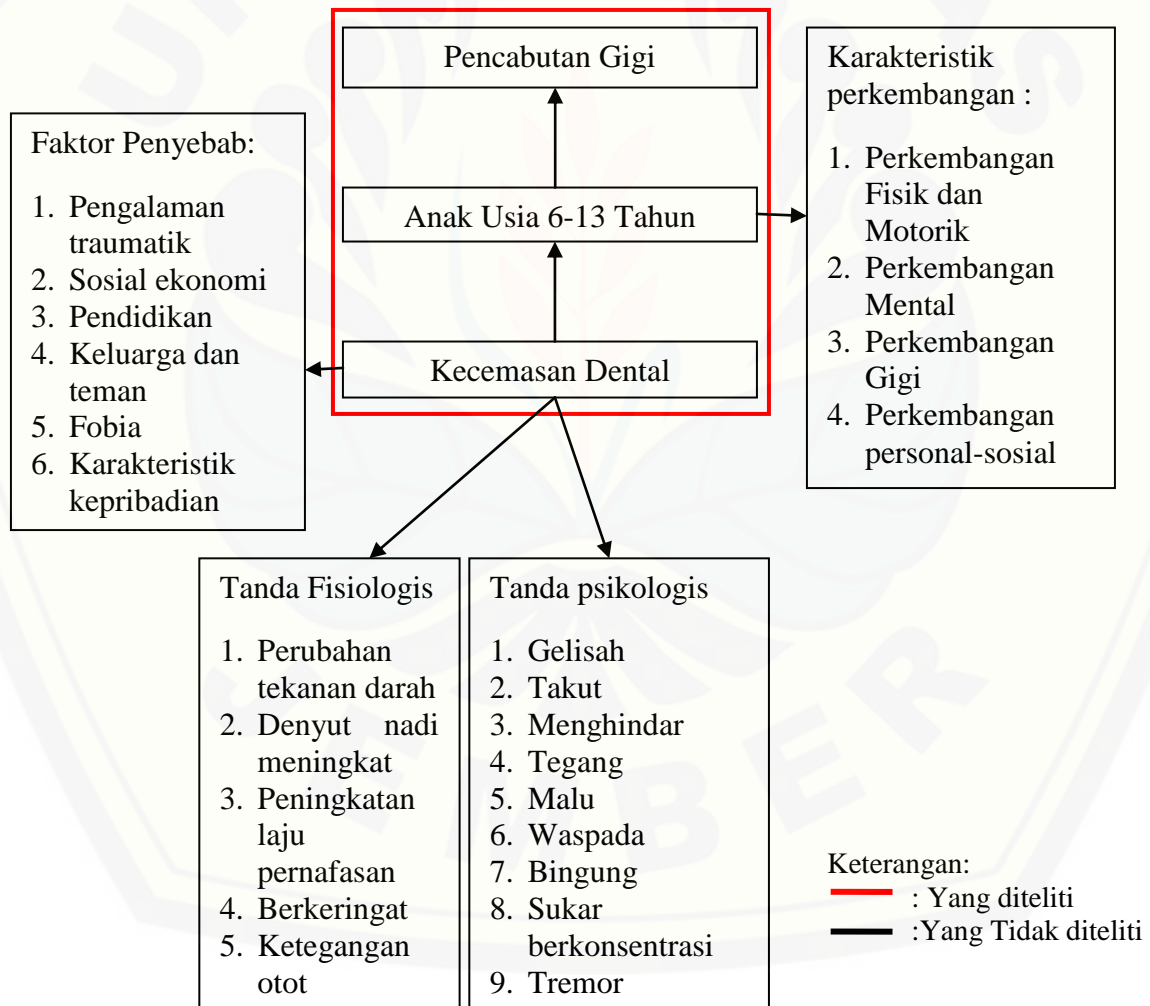 Pencabutan Gigi
Karakteristik
perkembangan :
1. Perkembangan
Fisik dan
Motorik
2. Perkembangan
Mental
3. Perkembangan
Gigi
4. Perkembangan
personal-sosial
Faktor Penyebab:
1. Pengalaman
traumatik
2. Sosial ekonomi
3. Pendidikan
4. Keluarga dan
teman
5. Fobia
6. Karakteristik
kepribadian
Anak Usia 6-13 Tahun
Kecemasan Dental
Tanda Fisiologis
1. Perubahan
tekanan darah
2. Denyut nadi
meningkat
3. Peningkatan
laju
pernafasan
4. Berkeringat
5. Ketegangan
otot
Tanda psikologis
1. Gelisah
2. Takut
3. Menghindar
4. Tegang
5. Malu
6. Waspada
7. Bingung
8. Sukar
berkonsentrasi
9. Tremor
Keterangan:
: Yang diteliti
:Yang Tidak diteliti